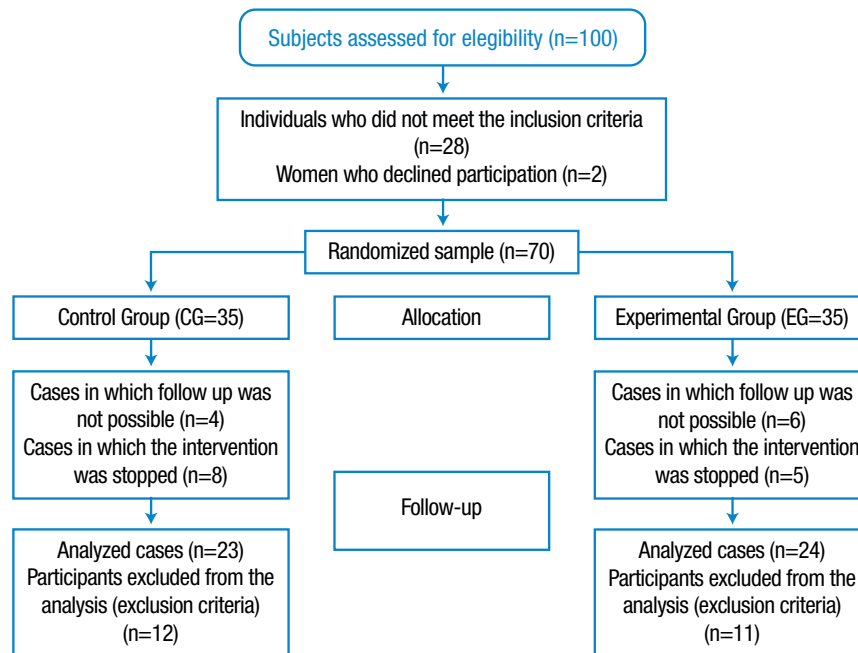 Subjects assessed for elegibility (n=100)
Individuals who did not meet the inclusion criteria
(n=28)
Women who declined participation (n=2)
Randomized sample (n=70)
Control Group (CG=35)
Allocation
Experimental Group (EG=35)
Cases in which follow up was
not possible (n=4)
Cases in which the intervention
was stopped (n=8)
Cases in which follow up was
not possible (n=6)
Cases in which the intervention
was stopped (n=5)
Follow-up
Analyzed cases (n=23)
Participants excluded from the
analysis (exclusion criteria)
(n=12)
Analyzed cases (n=24)
Participants excluded from the
analysis (exclusion criteria)
(n=11)